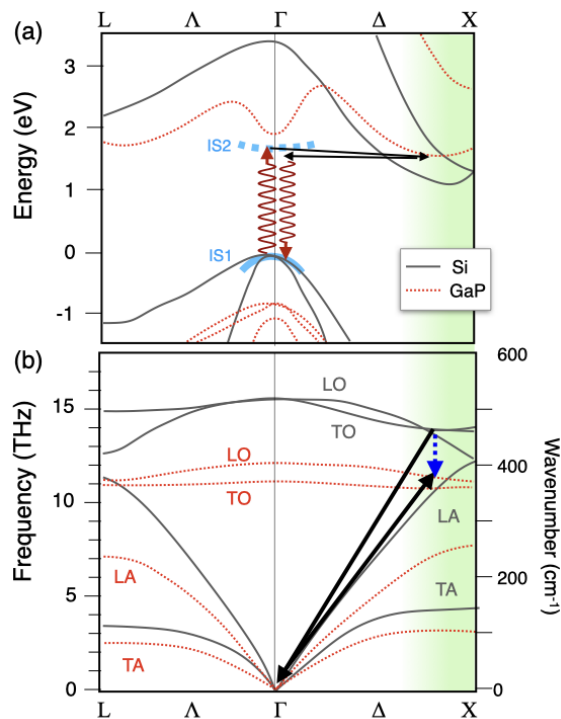 L Λ Γ Δ X
(a)
Energy (eV)
3
2
1
0
-1
IS2
IS1
Si
GaP
(b)
Frequency (THz)
15
10
5
0
600
400
200
0
Wavenumber (cm⁻¹)
LO
TO
LO
TO
LA
LA
TA
TA
L Λ Γ Δ X